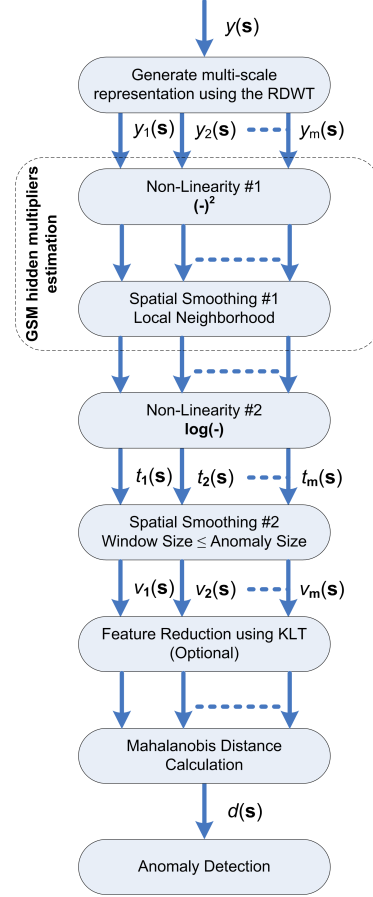 y(s)
Generate multi-scale
representation using the RDWT
y₁(s) y₂(s) yₘ(s)
GSM hidden multipliers
estimation
Non-Linearity #1
(-)²
Spatial Smoothing #1
Local Neighborhood
Non-Linearity #2
log(-)
t₁(s) t₂(s) tₘ(s)
Spatial Smoothing #2
Window Size ≤ Anomaly Size
v₁(s) v₂(s) vₘ(s)
Feature Reduction using KLT
(Optional)
Mahalanobis Distance
Calculation
d(s)
Anomaly Detection